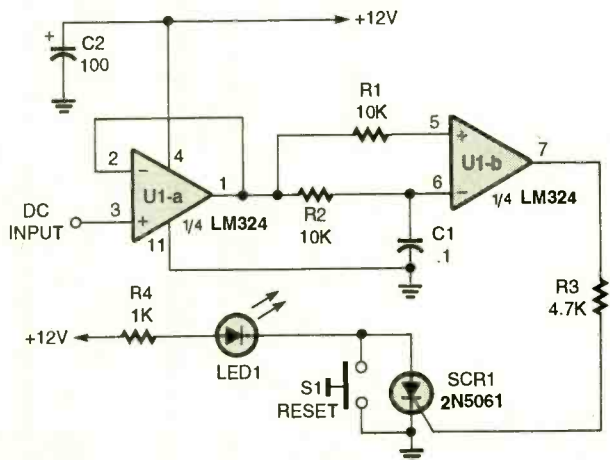 +12V
+
C2
100
R1
10K
2
−
4
1
U1-a
3
+
11
1/4 LM324
DC
INPUT
R2
10K
5
+
U1-b
7
6
−
1/4 LM324
C1
.1
R3
4.7K
R4
1K
+12V
LED1
S1
RESET
SCR1
2N5061